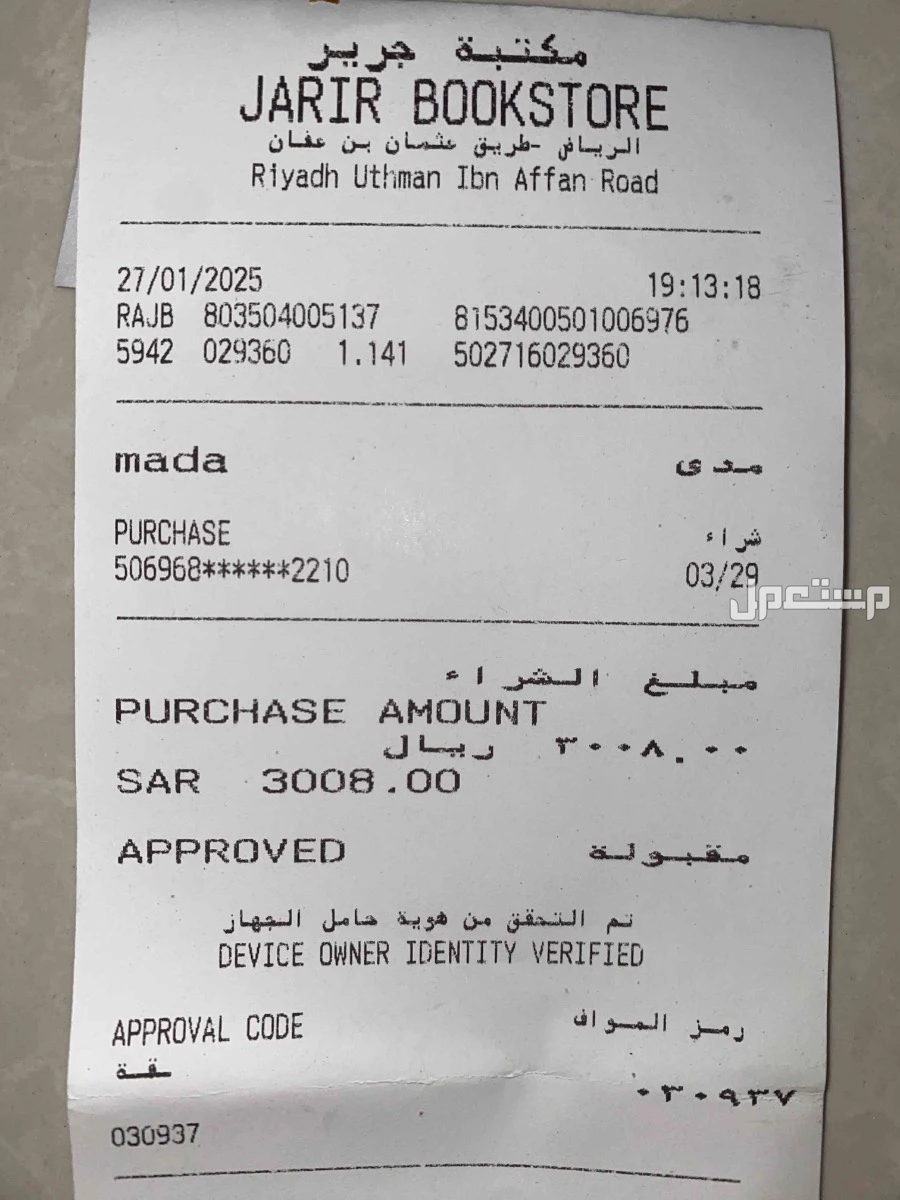 مكتبة جرير
JARIR BOOKSTORE
الرياض -طريق عثمان بن عفان
Riyadh Uthman Ibn Affan Road
27/01/2025 19:13:18
RAJB 803504005137 8153400501006976
5942 029360 1.141 502716029360
mada مدى
PURCHASE شراء
506968******2210 03/29
مستعمل
مبلغ الشراء
PURCHASE AMOUNT
٣٠٠٨.٠٠ ريال
SAR 3008.00
APPROVED مقبولة
تم التحقق من هوية حامل الجهاز
DEVICE OWNER IDENTITY VERIFIED
APPROVAL CODE رمز المواف
قة
٠٣٠٩٣٧
030937